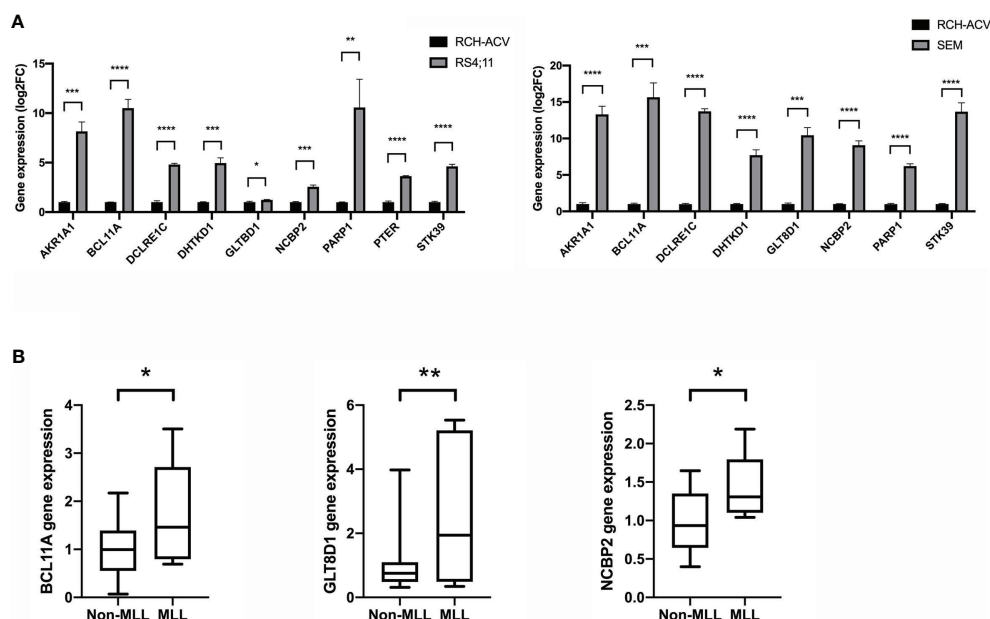 A
RCH-ACV
RS4;11
Gene expression (log2FC)
15
10
5
0
***
****
****
***
*
***
**
****
****
AKR1A1
BCL11A
DCLRE1C
DHTKD1
GLTBD1
NCBP2
PARP1
PTER
STK39
RCH-ACV
SEM
Gene expression (log2FC)
20
15
10
5
0
****
***
****
****
***
****
****
****
AKR1A1
BCL11A
DCLRE1C
DHTKD1
GLT8D1
NCBP2
PARP1
STK39
B
*
BCL11A gene expression
4
3
2
1
0
Non-MLL MLL
**
GLT8D1 gene expression
6
4
2
0
Non-MLL MLL
*
NCBP2 gene expression
2.5
2.0
1.5
1.0
0.5
0.0
Non-MLL MLL